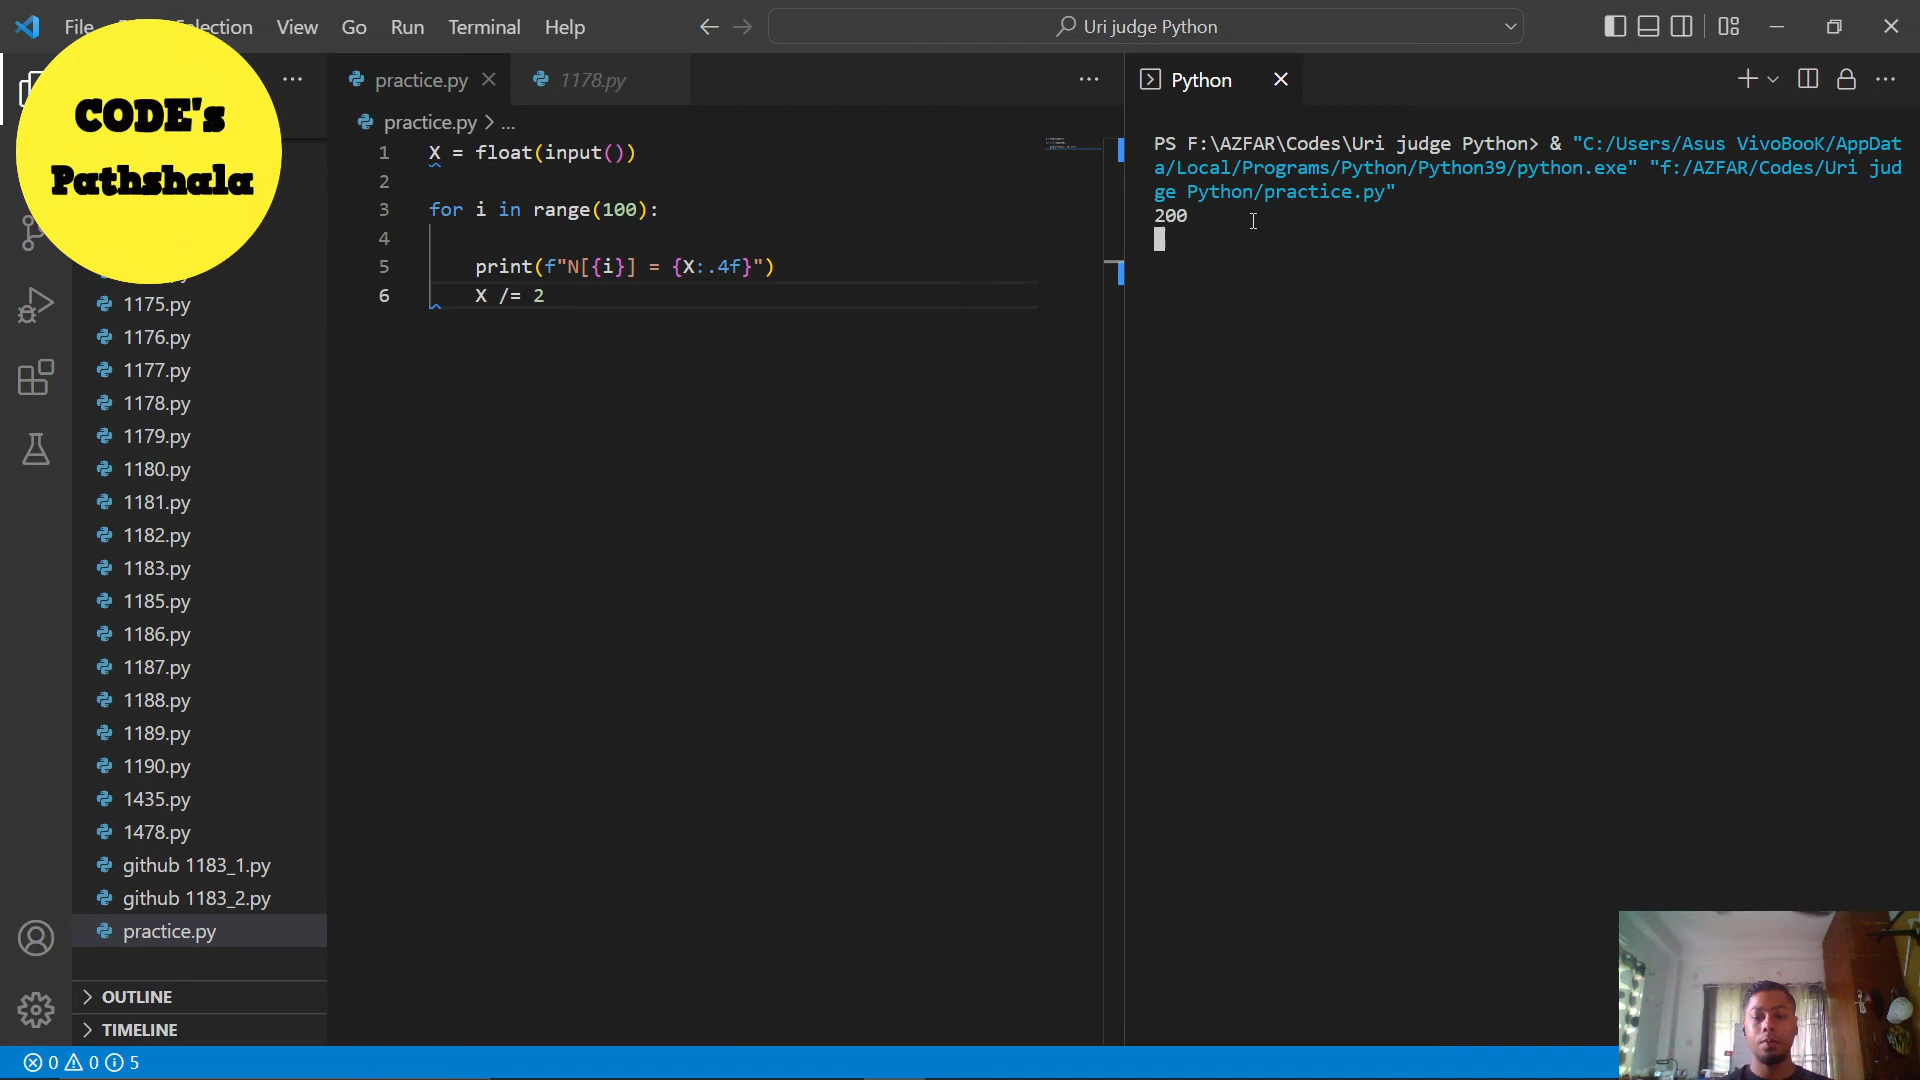 File
Selection View Go Run Terminal Help
Uri judge Python
CODE's
Pathshala
practice.py
1178.py
Python
practice.py > ...
1 X = float(input())
2
3 for i in range(100):
4
5 print(f"N[{i}] = {X:.4f}")
6 X /= 2
PS F:\AZFAR\Codes\Uri judge Python> & "C:/Users/Asus VivoBooK/AppDat
a/Local/Programs/Python/Python39/python.exe" "f:/AZFAR/Codes/Uri jud
ge Python/practice.py"
200
1175.py
1176.py
1177.py
1178.py
1179.py
1180.py
1181.py
1182.py
1183.py
1185.py
1186.py
1187.py
1188.py
1189.py
1190.py
1435.py
1478.py
github 1183_1.py
github 1183_2.py
practice.py
OUTLINE
TIMELINE
0 0 5